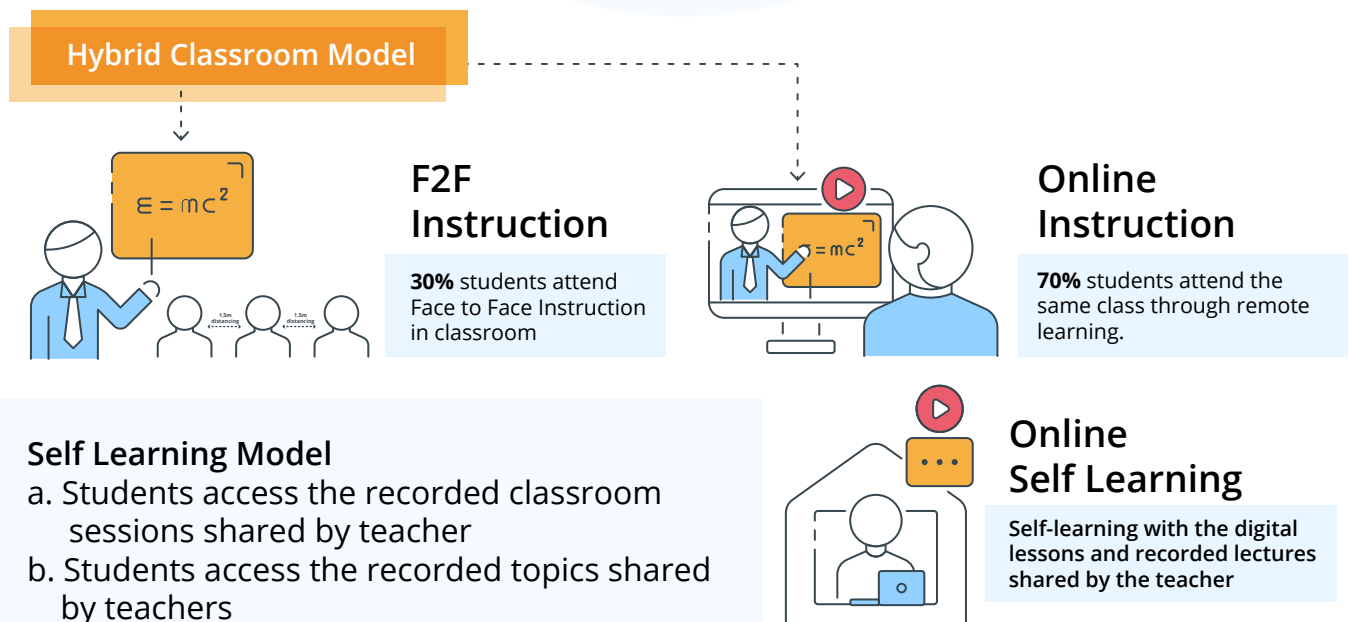 Hybrid Classroom Model
ε = mc²
F2F
Instruction
30% students attend
Face to Face Instruction
in classroom
1.5m
distancing
1.5m
distancing
= mc²
Online
Instruction
70% students attend the
same class through remote
learning.
Self Learning Model
a. Students access the recorded classroom
sessions shared by teacher
b. Students access the recorded topics shared
by teachers
Online
Self Learning
Self-learning with the digital
lessons and recorded lectures
shared by the teacher